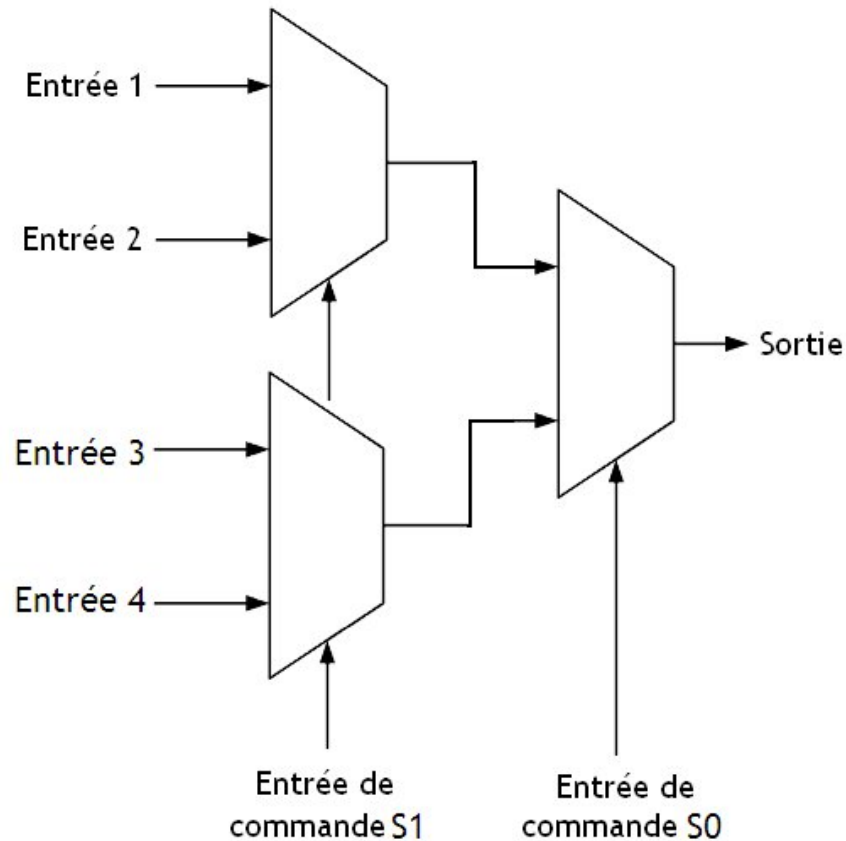 Entrée 1
Entrée 2
Sortie
Entrée 3
Entrée 4
Entrée de
commande S1
Entrée de
commande S0